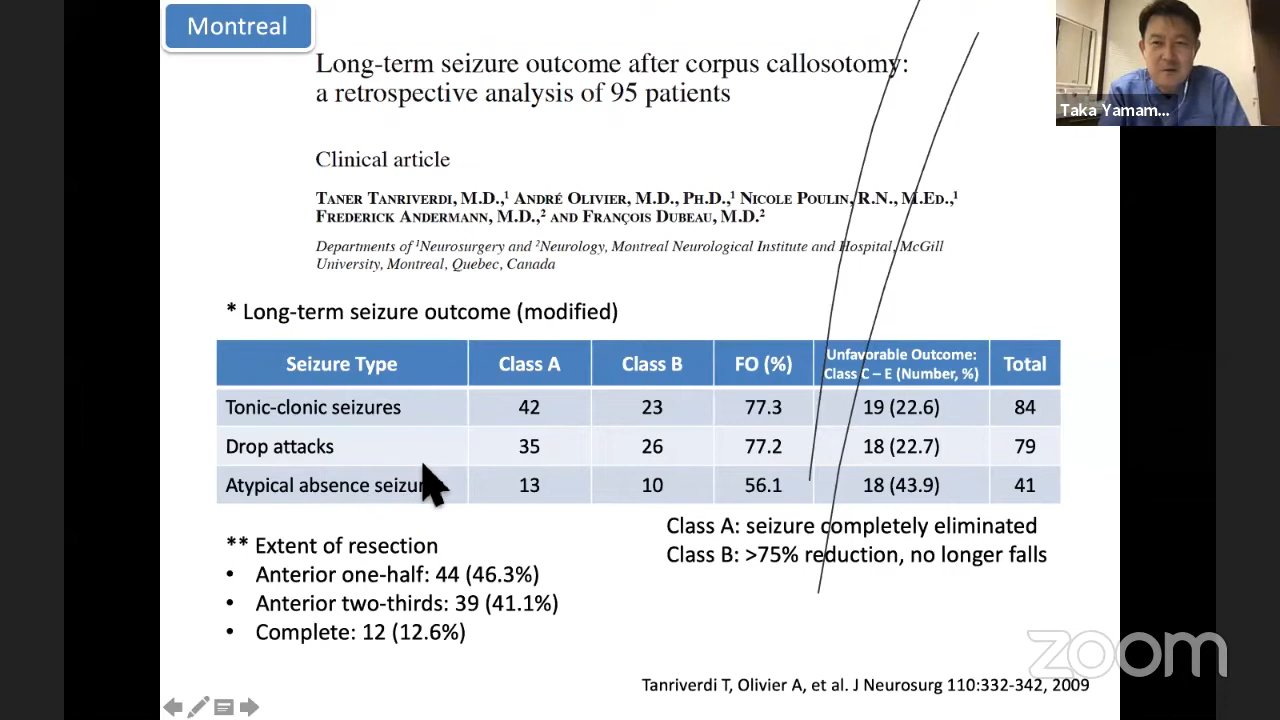 Montreal
Long-term seizure outcome after corpus callosotomy:
a retrospective analysis of 95 patients
Clinical article
TANER TANRIVERDI, M.D.,¹ ANDRÉ OLIVIER, M.D., PH.D.,¹ NICOLE POULIN, R.N., M.ED.,¹
FREDERICK ANDERMANN, M.D.,² AND FRANÇOIS DUBEAU, M.D.²
Departments of ¹Neurosurgery and ²Neurology, Montreal Neurological Institute and Hospital, McGill
University, Montreal, Quebec, Canada
Taka Yamam...
* Long-term seizure outcome (modified)
Seizure Type Class A Class B FO (%) Unfavorable Outcome: Class C – E (Number, %) Total
Tonic-clonic seizures 42 23 77.3 19 (22.6) 84
Drop attacks 35 26 77.2 18 (22.7) 79
Atypical absence 13 10 56.1 18 (43.9) 41
Class A: seizure completely eliminated
Class B: >75% reduction, no longer falls
** Extent of resection
• Anterior one-half: 44 (46.3%)
• Anterior two-thirds: 39 (41.1%)
• Complete: 12 (12.6%)
zoom
Tanriverdi T, Olivier A, et al. J Neurosurg 110:332-342, 2009